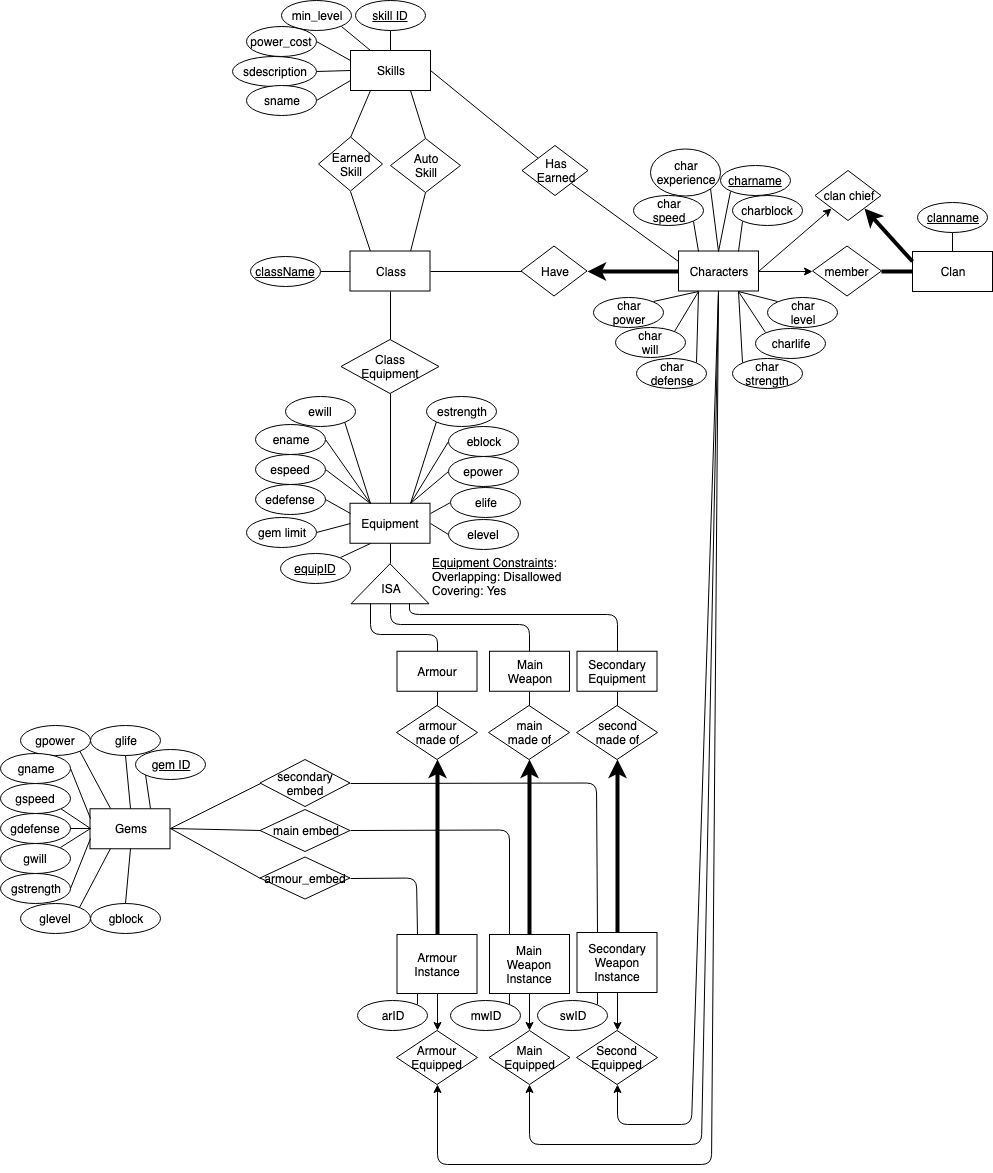 min_level
skill ID
power_cost
sdescription
sname
Skills
Earned
Skill
Auto
Skill
Has
Earned
char
experience
charname
char
speed
charblock
clan chief
clanname
className
Class
Have
Characters
member
Clan
char
power
char
will
char
defense
char
level
charlife
char
strength
Class
Equipment
ewill
ename
espeed
edefense
gem limit
equipID
estrength
eblock
epower
elife
elevel
Equipment
ISA
Equipment Constraints:
Overlapping: Disallowed
Covering: Yes
Armour
Main
Weapon
Secondary
Equipment
armour
made of
main
made of
second
made of
gpower
glife
gem ID
gname
gspeed
gdefense
gwill
gstrength
glevel
gblock
Gems
secondary
embed
main embed
armour_embed
Armour
Instance
Main
Weapon
Instance
Secondary
Weapon
Instance
arID
mwID
swID
Armour
Equipped
Main
Equipped
Second
Equipped